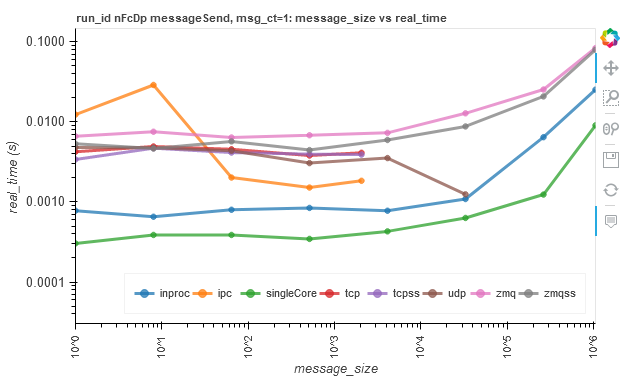 run_id nFcDp messageSend, msg_ct=1: message_size vs real_time
real_time (s)
0.1000
0.0100
0.0010
0.0001
inproc ipc singleCore tcp tcpss udp zmq zmqss
10^0 10^1 10^2 10^3 10^4 10^5 10^6
message_size